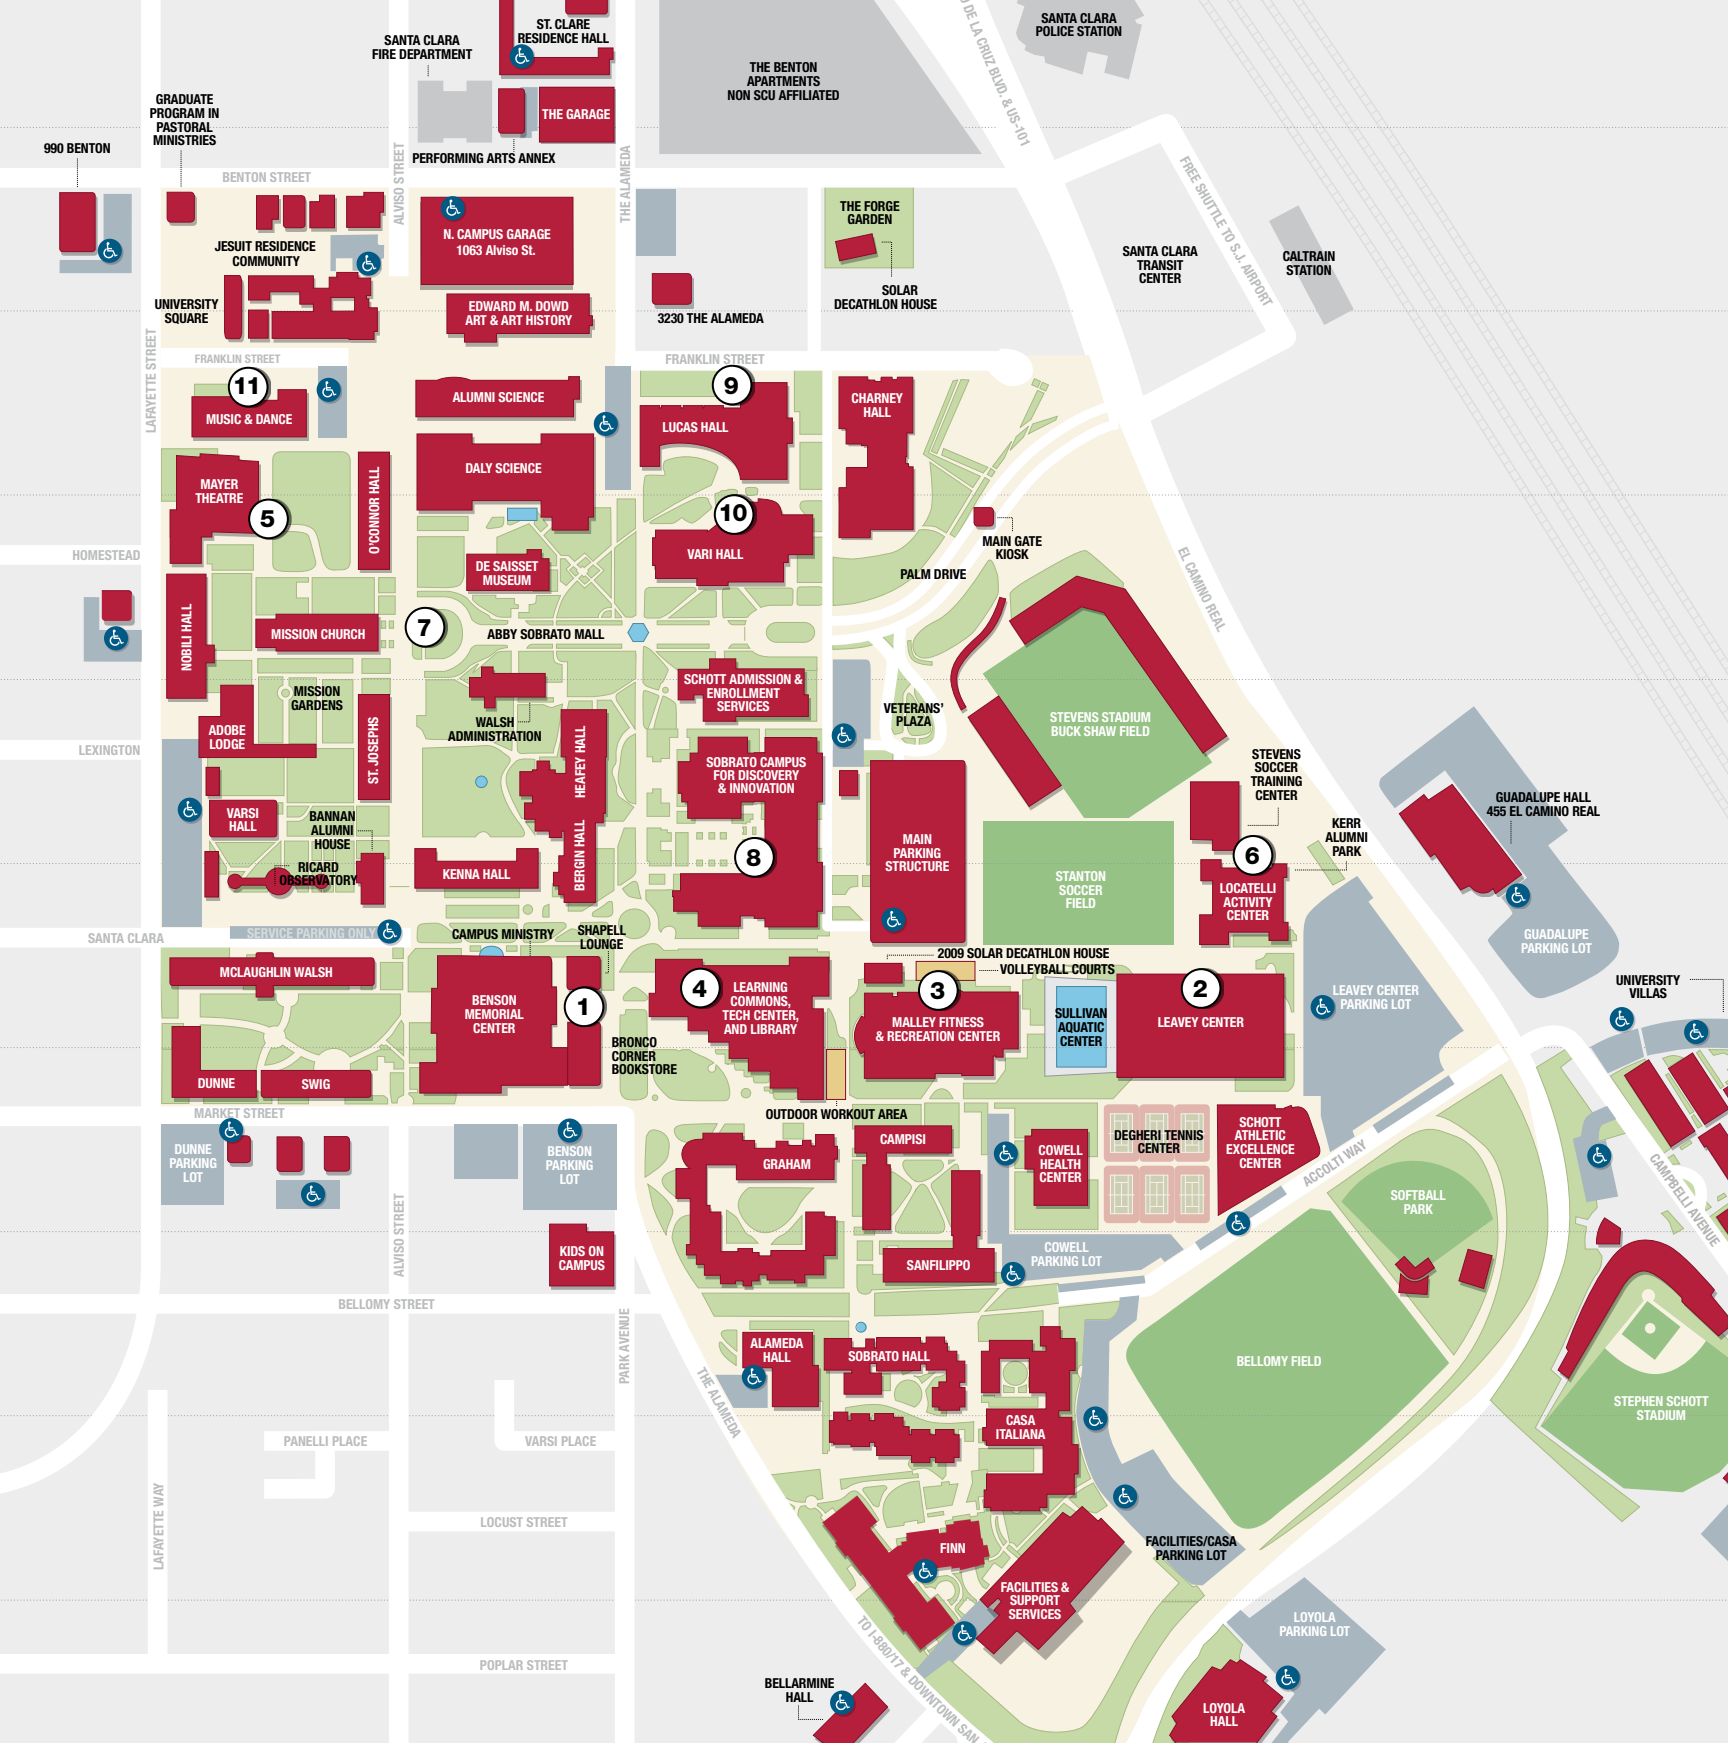 ST. CLARE
RESIDENCE HALL
SANTA CLARA
FIRE DEPARTMENT
THE BENTON
APARTMENTS
NON SCU AFFILIATED
DE LA CRUZ BLVD. & US-101
SANTA CLARA
POLICE STATION
GRADUATE
PROGRAM IN
PASTORAL
MINISTRIES
990 BENTON
THE GARAGE
PERFORMING ARTS ANNEX
ALVISO STREET
THE ALAMEDA
BENTON STREET
FREE SHUTTLE TO S.J. AIRPORT
THE FORGE
GARDEN
N. CAMPUS GARAGE
1063 Alviso St.
JESUIT RESIDENCE
COMMUNITY
SANTA CLARA
TRANSIT
CENTER
CALTRAIN
STATION
SOLAR
DECATHLON HOUSE
UNIVERSITY
SQUARE
EDWARD M. DOWD
ART & ART HISTORY
3230 THE ALAMEDA
LAFAYETTE STREET
FRANKLIN STREET
FRANKLIN STREET
11
MUSIC & DANCE
ALUMNI SCIENCE
9
LUCAS HALL
CHARNEY
HALL
DALY SCIENCE
MAYER
THEATRE
5
O'CONNOR HALL
10
VARI HALL
MAIN GATE
KIOSK
HOMESTEAD
DE SAISSET
MUSEUM
PALM DRIVE
EL CAMINO REAL
NOBILI HALL
MISSION CHURCH
7
ABBY SOBRATO MALL
MISSION
GARDENS
SCHOTT ADMISSION &
ENROLLMENT
SERVICES
WALSH
ADMINISTRATION
VETERANS'
PLAZA
STEVENS STADIUM
BUCK SHAW FIELD
ADOBE
LODGE
ST. JOSEPHS
LEXINGTON
HEAFEY HALL
SOBRATO CAMPUS
FOR DISCOVERY
& INNOVATION
STEVENS
SOCCER
TRAINING
CENTER
GUADALUPE HALL
455 EL CAMINO REAL
VARSI
HALL
BANNAN
ALUMNI
HOUSE
KERR
ALUMNI
PARK
RICARD
OBSERVATORY
KENNA HALL
BERGIN HALL
8
MAIN
PARKING
STRUCTURE
STANTON
SOCCER
FIELD
6
LOCATELLI
ACTIVITY
CENTER
GUADALUPE
PARKING LOT
SANTA CLARA
SERVICE PARKING ONLY
CAMPUS MINISTRY
SHAPELL
LOUNGE
2009 SOLAR DECATHLON HOUSE
VOLLEYBALL COURTS
MCLAUGHLIN WALSH
BENSON
MEMORIAL
CENTER
1
4
LEARNING
COMMONS,
TECH CENTER,
AND LIBRARY
3
MALLEY FITNESS
& RECREATION CENTER
SULLIVAN
AQUATIC
CENTER
2
LEAVEY CENTER
LEAVEY CENTER
PARKING LOT
UNIVERSITY
VILLAS
BRONCO
CORNER
BOOKSTORE
DUNNE
SWIG
MARKET STREET
OUTDOOR WORKOUT AREA
DUNNE
PARKING
LOT
BENSON
PARKING
LOT
GRAHAM
CAMPISI
COWELL
HEALTH
CENTER
DEGHERI TENNIS
CENTER
SCHOTT
ATHLETIC
EXCELLENCE
CENTER
ACCOLTI WAY
CAMPBELL AVENUE
SOFTBALL
PARK
ALVISO STREET
KIDS ON
CAMPUS
SANFILIPPO
COWELL
PARKING LOT
BELLOMY STREET
PARK AVENUE
ALAMEDA
HALL
SOBRATO HALL
BELLOMY FIELD
THE ALAMEDA
CASA
ITALIANA
STEPHEN SCHOTT
STADIUM
PANELLI PLACE
VARSI PLACE
LAFAYETTE WAY
LOCUST STREET
FINN
FACILITIES/CASA
PARKING LOT
FACILITIES &
SUPPORT
SERVICES
LOYOLA
PARKING LOT
POPLAR STREET
TO I-880/17 & DOWNTOWN SAN
BELLARMINE
HALL
LOYOLA
HALL